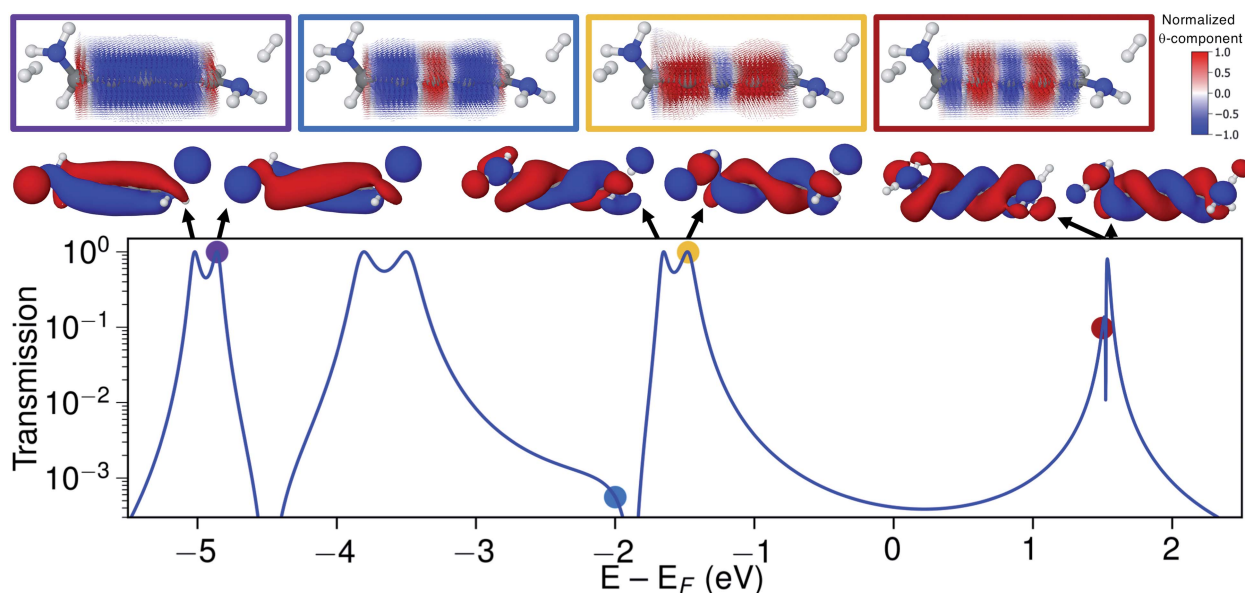 Normalized
θ-component
1.0
0.5
0.0
−0.5
−1.0
Transmission
10⁰
10⁻¹
10⁻²
10⁻³
−5 −4 −3 −2 −1 0 1 2
E − E_F (eV)